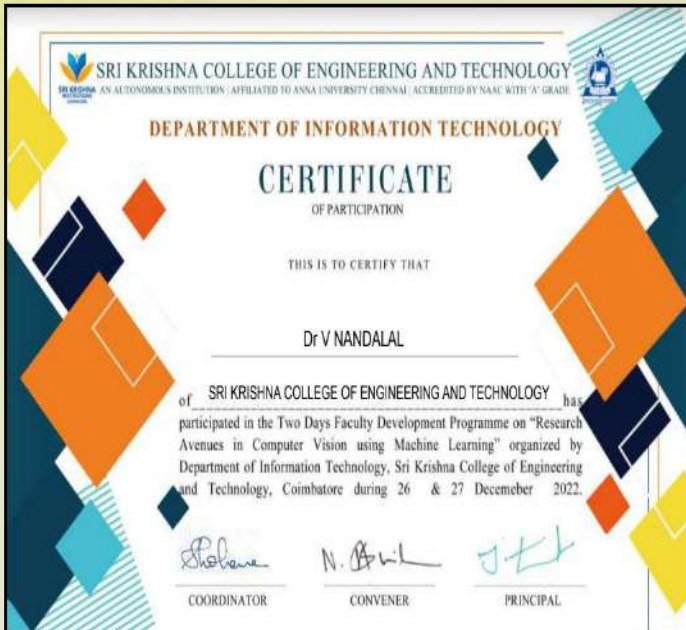 SRI KRISHNA COLLEGE OF ENGINEERING AND TECHNOLOGY
SRI KRISHNA
INSTITUTIONS
AN AUTONOMOUS INSTITUTION | AFFILIATED TO ANNA UNIVERSITY CHENNAI | ACCREDITED BY NAAC WITH 'A' GRADE
DEPARTMENT OF INFORMATION TECHNOLOGY
CERTIFICATE
OF PARTICIPATION
THIS IS TO CERTIFY THAT
Dr V NANDALAL
of SRI KRISHNA COLLEGE OF ENGINEERING AND TECHNOLOGY has
participated in the Two Days Faculty Development Programme on "Research
Avenues in Computer Vision using Machine Learning" organized by
Department of Information Technology, Sri Krishna College of Engineering
and Technology, Coimbatore during 26 & 27 Decemeber 2022.
Shobana
COORDINATOR CONVENER PRINCIPAL